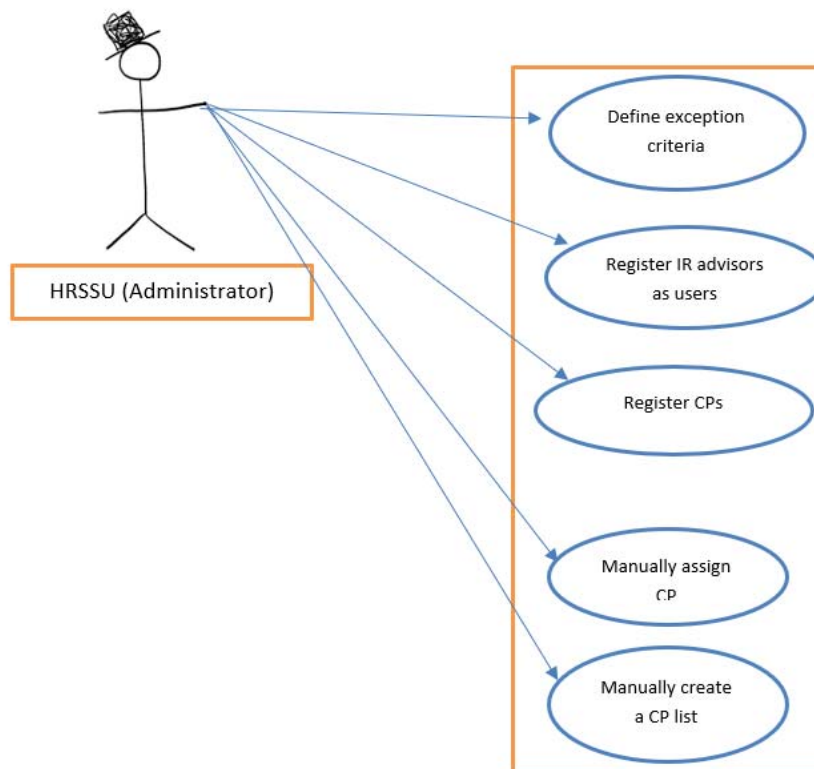 Define exception
criteria
Register IR advisors
as users
HRSSU (Administrator)
Register CPs
Manually assign
CP
Manually create
a CP list